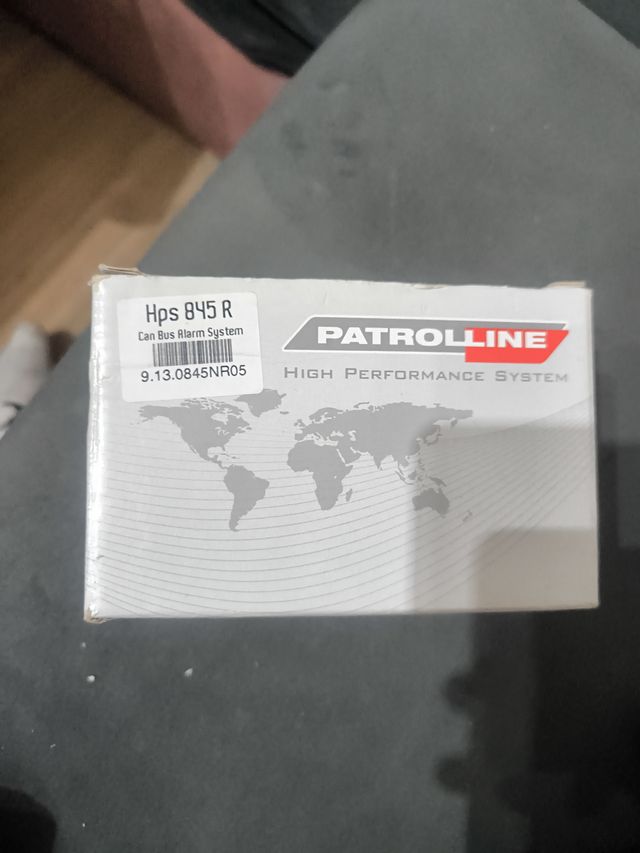 Hps 845 R
Can Bus Alarm System
9.13.0845NR05
PATROLLINE
HIGH PERFORMANCE SYSTEM